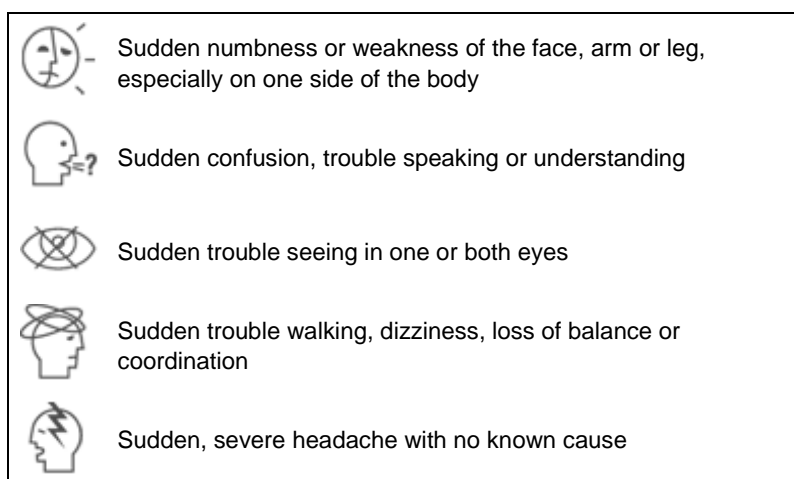 Sudden numbness or weakness of the face, arm or leg,
especially on one side of the body
=?
Sudden confusion, trouble speaking or understanding
Sudden trouble seeing in one or both eyes
Sudden trouble walking, dizziness, loss of balance or
coordination
Sudden, severe headache with no known cause